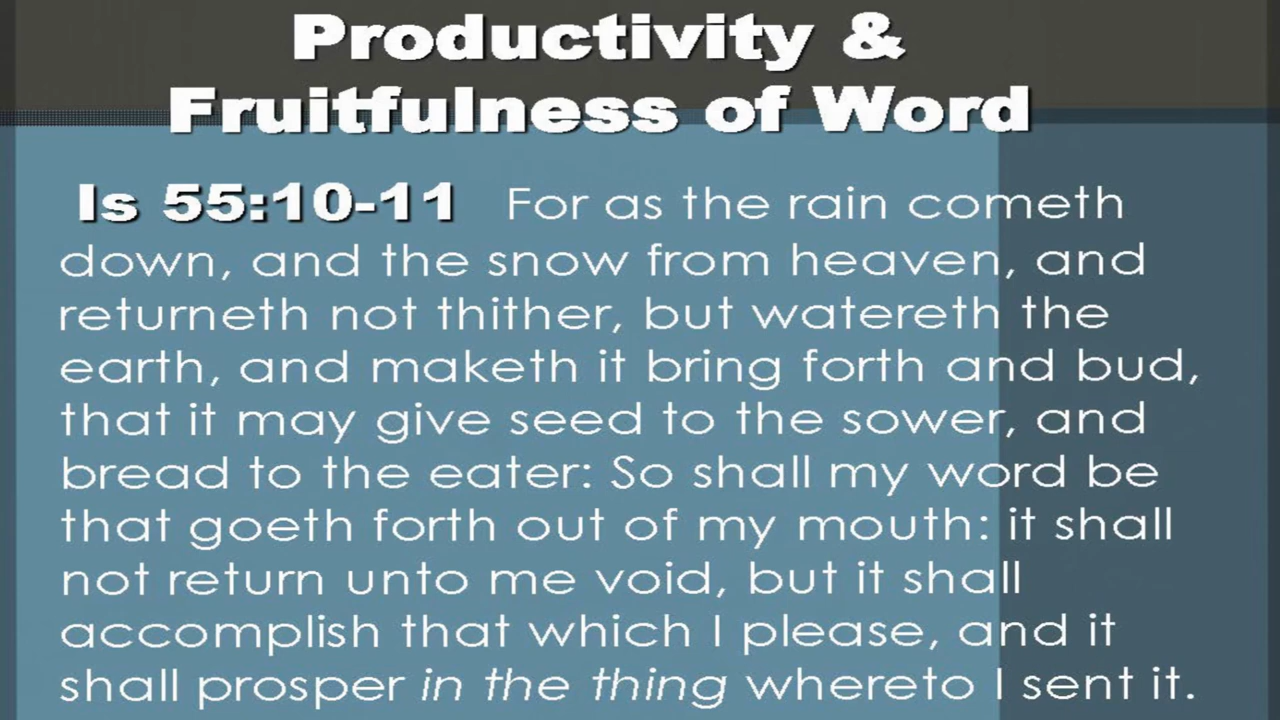 Productivity &
Fruitfulness of Word
Is 55:10-11 For as the rain cometh
down, and the snow from heaven, and
returneth not thither, but watereth the
earth, and maketh it bring forth and bud,
that it may give seed to the sower, and
bread to the eater: So shall my word be
that goeth forth out of my mouth: it shall
not return unto me void, but it shall
accomplish that which I please, and it
shall prosper in the thing whereto I sent it.